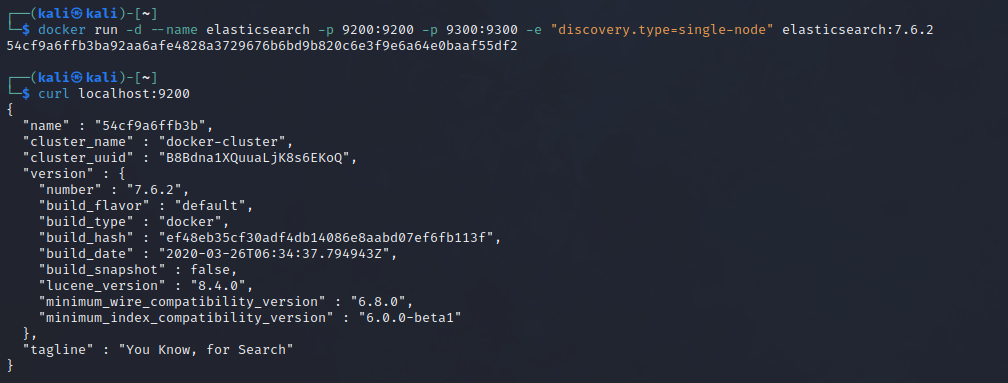 ┌──(kali㉿kali)-[~]
└─$ docker run -d --name elasticsearch -p 9200:9200 -p 9300:9300 -e "discovery.type=single-node" elasticsearch:7.6.2
54cf9a6ffb3ba92aa6afe4828a3729676b6bd9b820c6e3f9e6a64e0baaf55df2

┌──(kali㉿kali)-[~]
└─$ curl localhost:9200
{
  "name" : "54cf9a6ffb3b",
  "cluster_name" : "docker-cluster",
  "cluster_uuid" : "B8Bdna1XQuuaLjK8s6EKoQ",
  "version" : {
    "number" : "7.6.2",
    "build_flavor" : "default",
    "build_type" : "docker",
    "build_hash" : "ef48eb35cf30adf4db14086e8aabd07ef6fb113f",
    "build_date" : "2020-03-26T06:34:37.794943Z",
    "build_snapshot" : false,
    "lucene_version" : "8.4.0",
    "minimum_wire_compatibility_version" : "6.8.0",
    "minimum_index_compatibility_version" : "6.0.0-beta1"
  },
  "tagline" : "You Know, for Search"
}